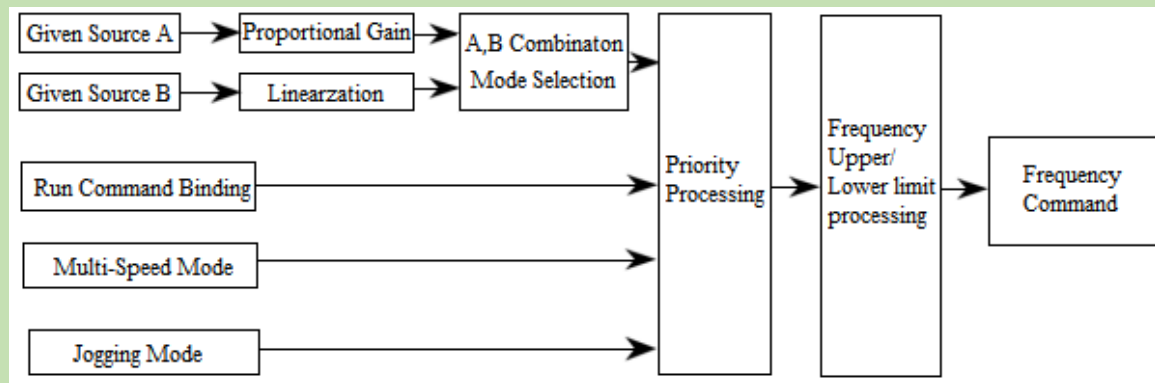 Given Source A
Proportional Gain
A,B Combinaton
Mode Selection
Given Source B
Linearzation
Run Command Binding
Multi-Speed Mode
Jogging Mode
Priority
Processing
Frequency
Upper/
Lower limit
processing
Frequency
Command